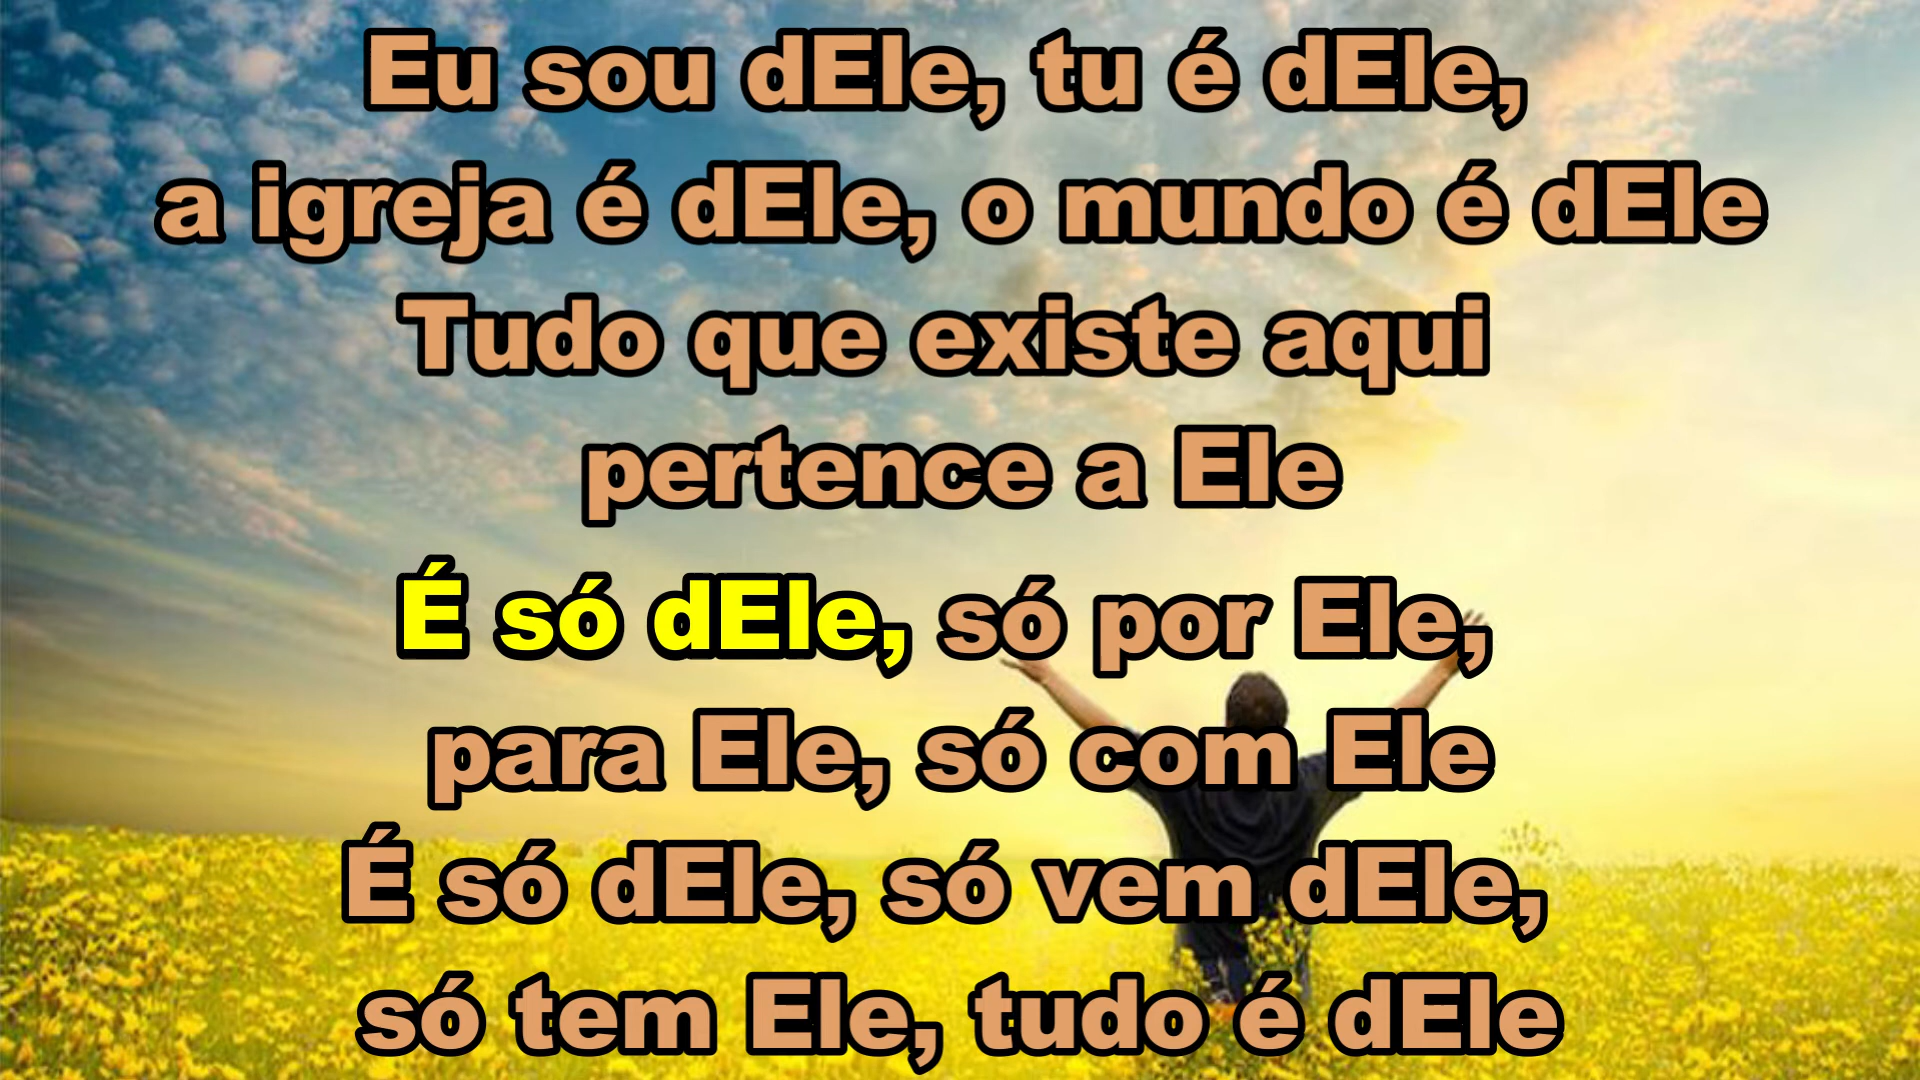 Eu sou dEle, tu é dEle,
a igreja é dEle, o mundo é dEle
Tudo que existe aqui
pertence a Ele
É só dEle, só por Ele,
para Ele, só com Ele
É só dEle, só vem dEle,
só tem Ele, tudo é dEle